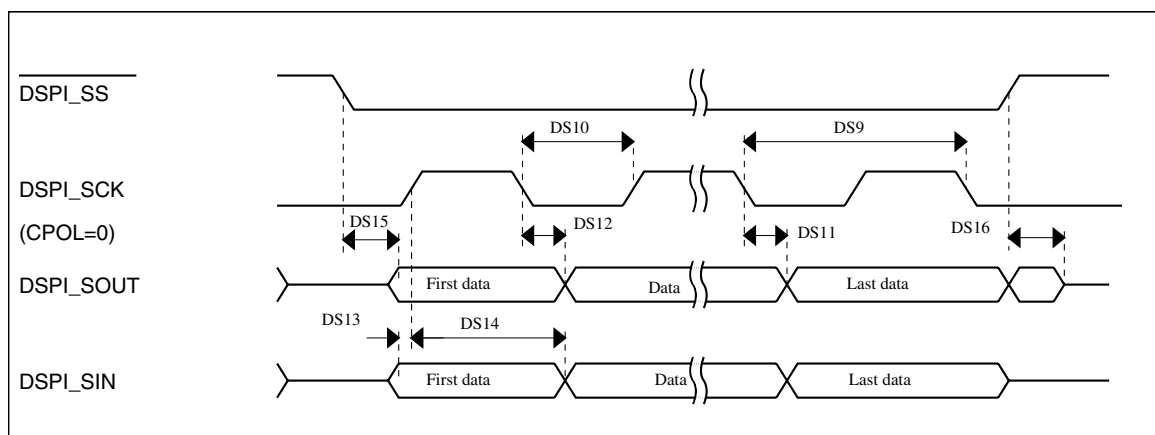 DSPI_SS
DS10
DS9
DSPI_SCK
(CPOL=0)
DS15
DS12
DS11
DS16
DSPI_SOUT
First data
Data
Last data
DS13
DS14
DSPI_SIN
First data
Data
Last data